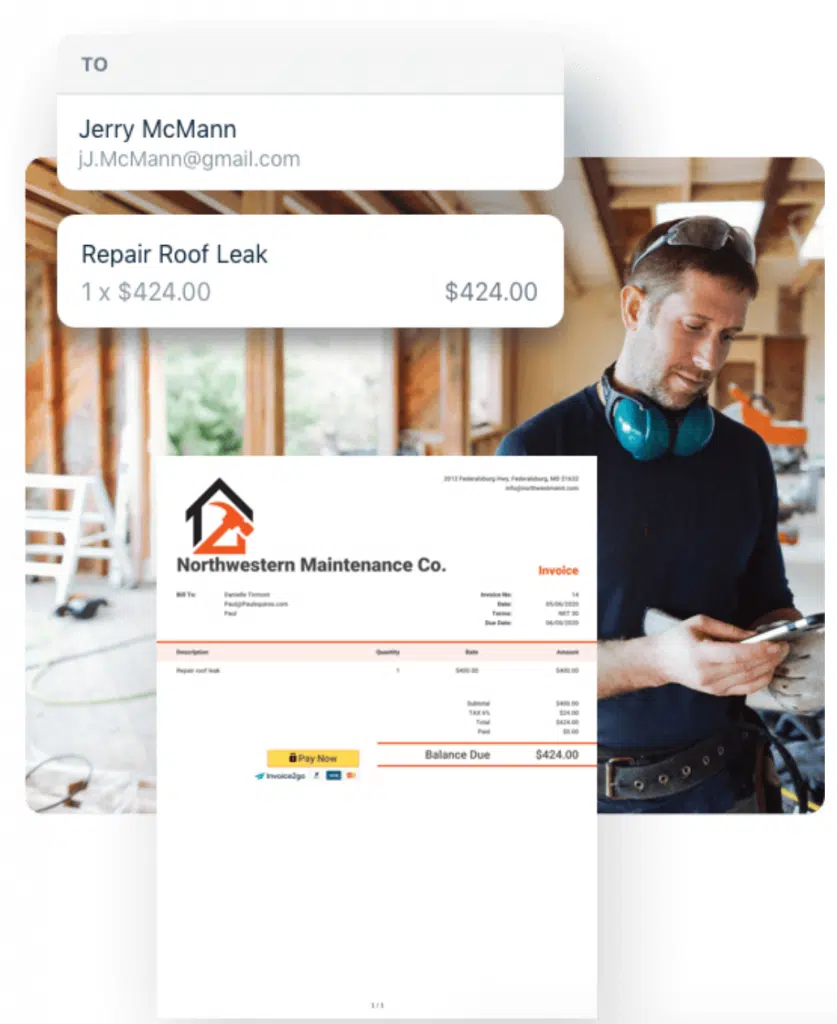 TO
Jerry McMann
jJ.McMann@gmail.com
Repair Roof Leak
1 x $424.00 $424.00
Federalsburg Hwy, Federalsburg, MD 21632
info@northwestmaint.com
Northwestern Maintenance Co.
Invoice
Bill To: Danielle Invoice No: 14
Paul Date: 05/06/2020
Paul Terms: NET 30
Due Date: 06/05/2020
Description Quantity Rate Amount
Repair roof leak 1 $400.00 $400.00
Subtotal $400.00
TAX 6% $24.00
Total $424.00
Paid $0.00
Balance Due $424.00
Pay Now
Invoice2go VISA
1 / 1